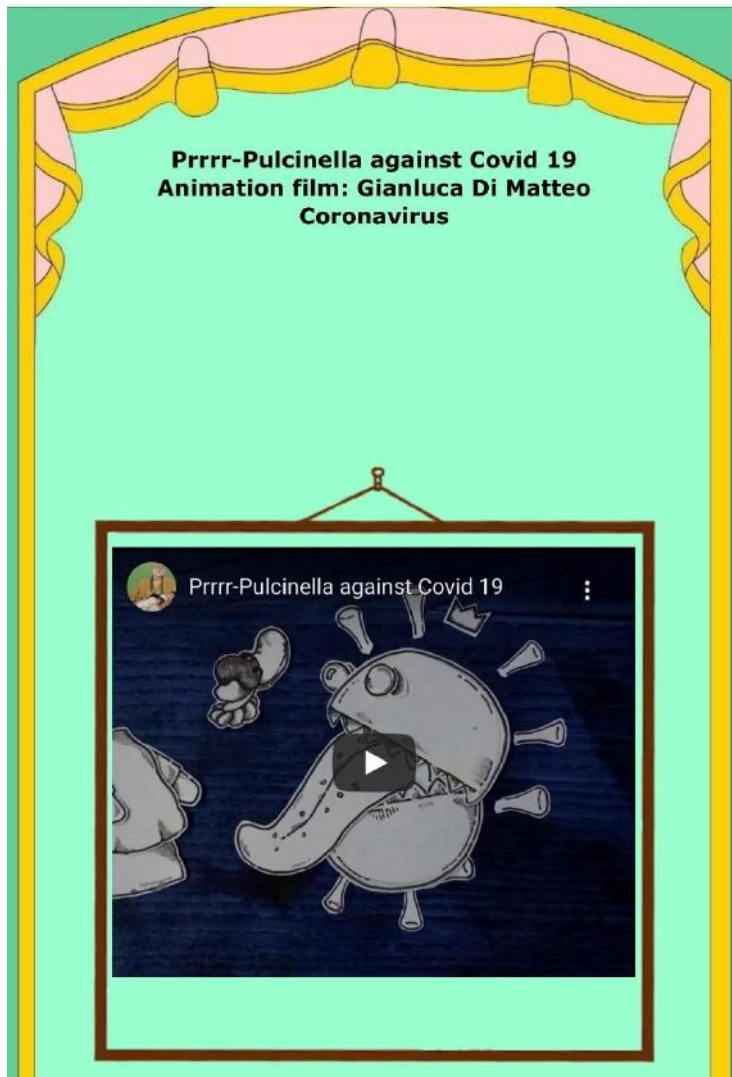 Prrrr-Pulcinella against Covid 19
Animation film: Gianluca Di Matteo
Coronavirus
Prrrr-Pulcinella against Covid 19